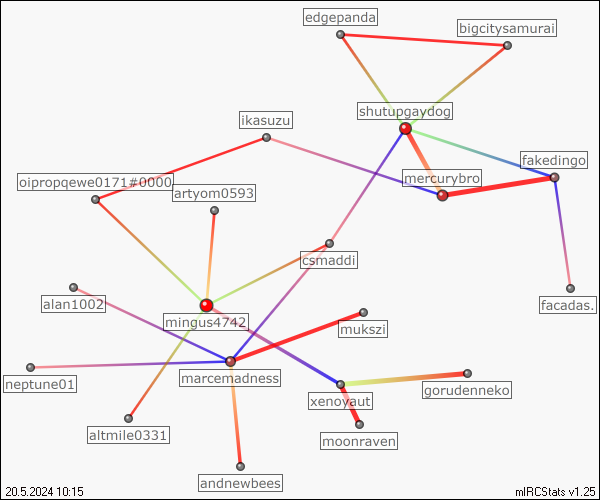 edgepanda
bigcitysamurai
shutupgaydog
ikasuzu
fakedingo
mercurybro
oipropqewe0171#0000
artyom0593
csmaddi
alan1002
facadas.
mingus4742
mukszi
marcemadness
neptune01
gorudenneko
xenoyaut
altmile0331
moonraven
andnewbees
20.5.2024 10:15
mIRCStats v1.25